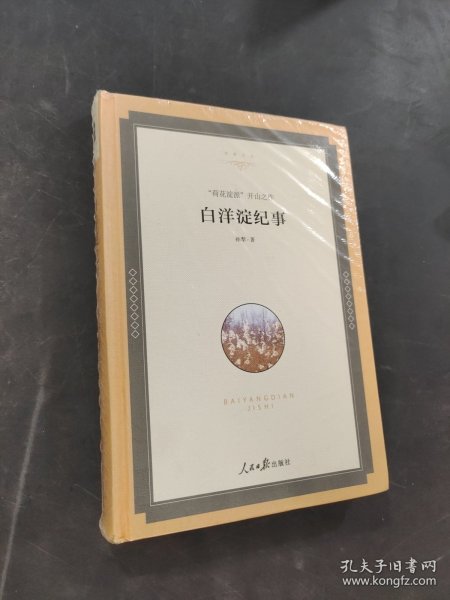 “荷花淀派”开山之作
白洋淀纪事
孙犁·著
BAIYANGDIAN
JISHI
人民日报出版社
孔夫子旧书网
www.kongfz.com